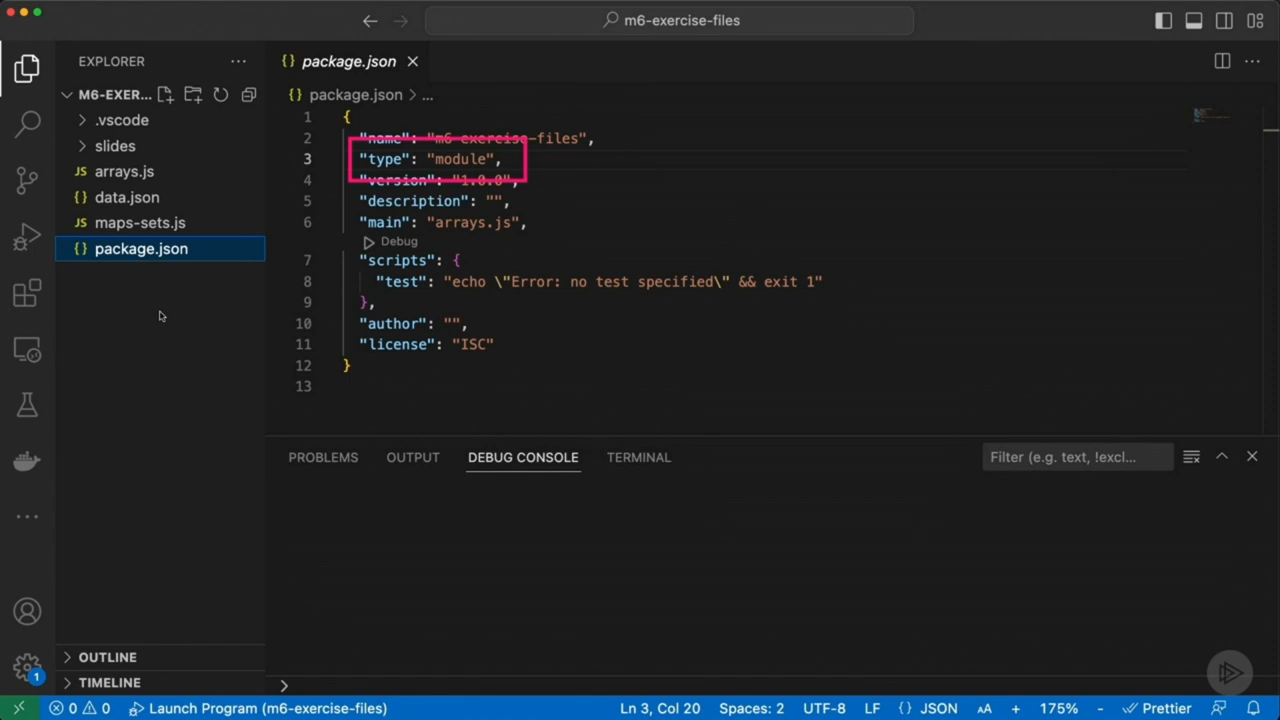 m6-exercise-files
EXPLORER
M6-EXER...
.vscode
slides
JS arrays.js
{} data.json
JS maps-sets.js
{} package.json
OUTLINE
TIMELINE
{} package.json
{} package.json > ...
1 {
2 "name": "m6-exercise-files",
3 "type": "module",
4 "version": "1.0.0",
5 "description": "",
6 "main": "arrays.js",
Debug
7 "scripts": {
8 "test": "echo \"Error: no test specified\" && exit 1"
9 },
10 "author": "",
11 "license": "ISC"
12 }
13
PROBLEMS OUTPUT DEBUG CONSOLE TERMINAL Filter (e.g. text, !excl...
>
1
0 0 Launch Program (m6-exercise-files) Ln 3, Col 20 Spaces: 2 UTF-8 LF {} JSON AA + 175% - Prettier